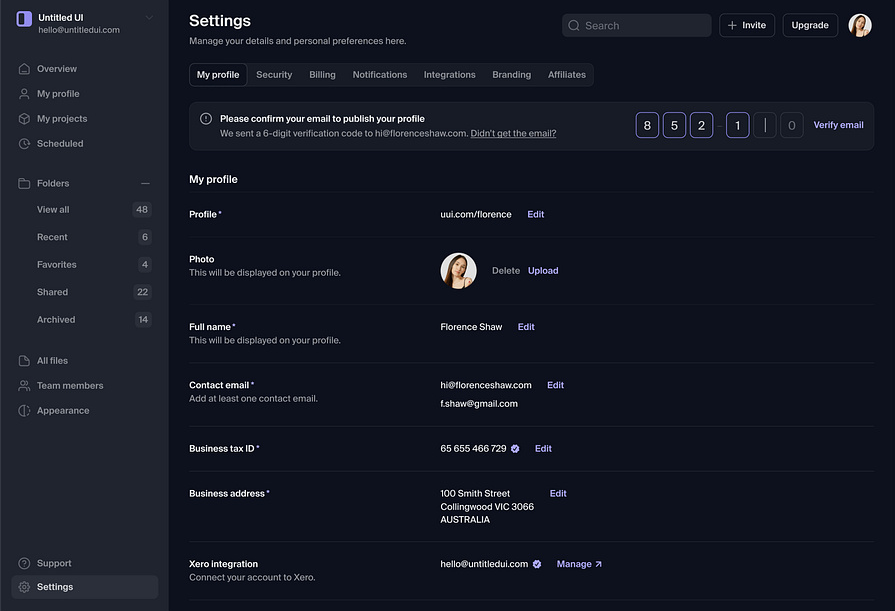 Untitled UI
hello@untitledui.com
Overview
My profile
My projects
Scheduled
Folders
View all 48
Recent 6
Favorites 4
Shared 22
Archived 14
All files
Team members
Appearance
Support
Settings
Settings
Manage your details and personal preferences here.
Search
Invite
Upgrade
My profile Security Billing Notifications Integrations Branding Affiliates
Please confirm your email to publish your profile
We sent a 6-digit verification code to hi@florenceshaw.com. Didn't get the email?
8 5 2 – 1 | 0 Verify email
My profile
Profile* uui.com/florence Edit
Photo
This will be displayed on your profile.
Delete Upload
Full name* Florence Shaw Edit
This will be displayed on your profile.
Contact email* hi@florenceshaw.com Edit
Add at least one contact email.
f.shaw@gmail.com
Business tax ID* 65 655 466 729 Edit
Business address* 100 Smith Street Edit
Collingwood VIC 3066
AUSTRALIA
Xero integration hello@untitledui.com Manage
Connect your account to Xero.